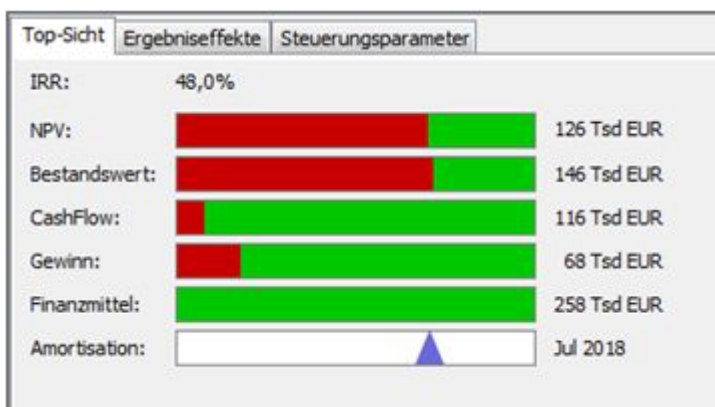 Top-Sicht Ergebniseffekte Steuerungsparameter
IRR: 48,0%
NPV: 126 Tsd EUR
Bestandswert: 146 Tsd EUR
CashFlow: 116 Tsd EUR
Gewinn: 68 Tsd EUR
Finanzmittel: 258 Tsd EUR
Amortisation: Jul 2018